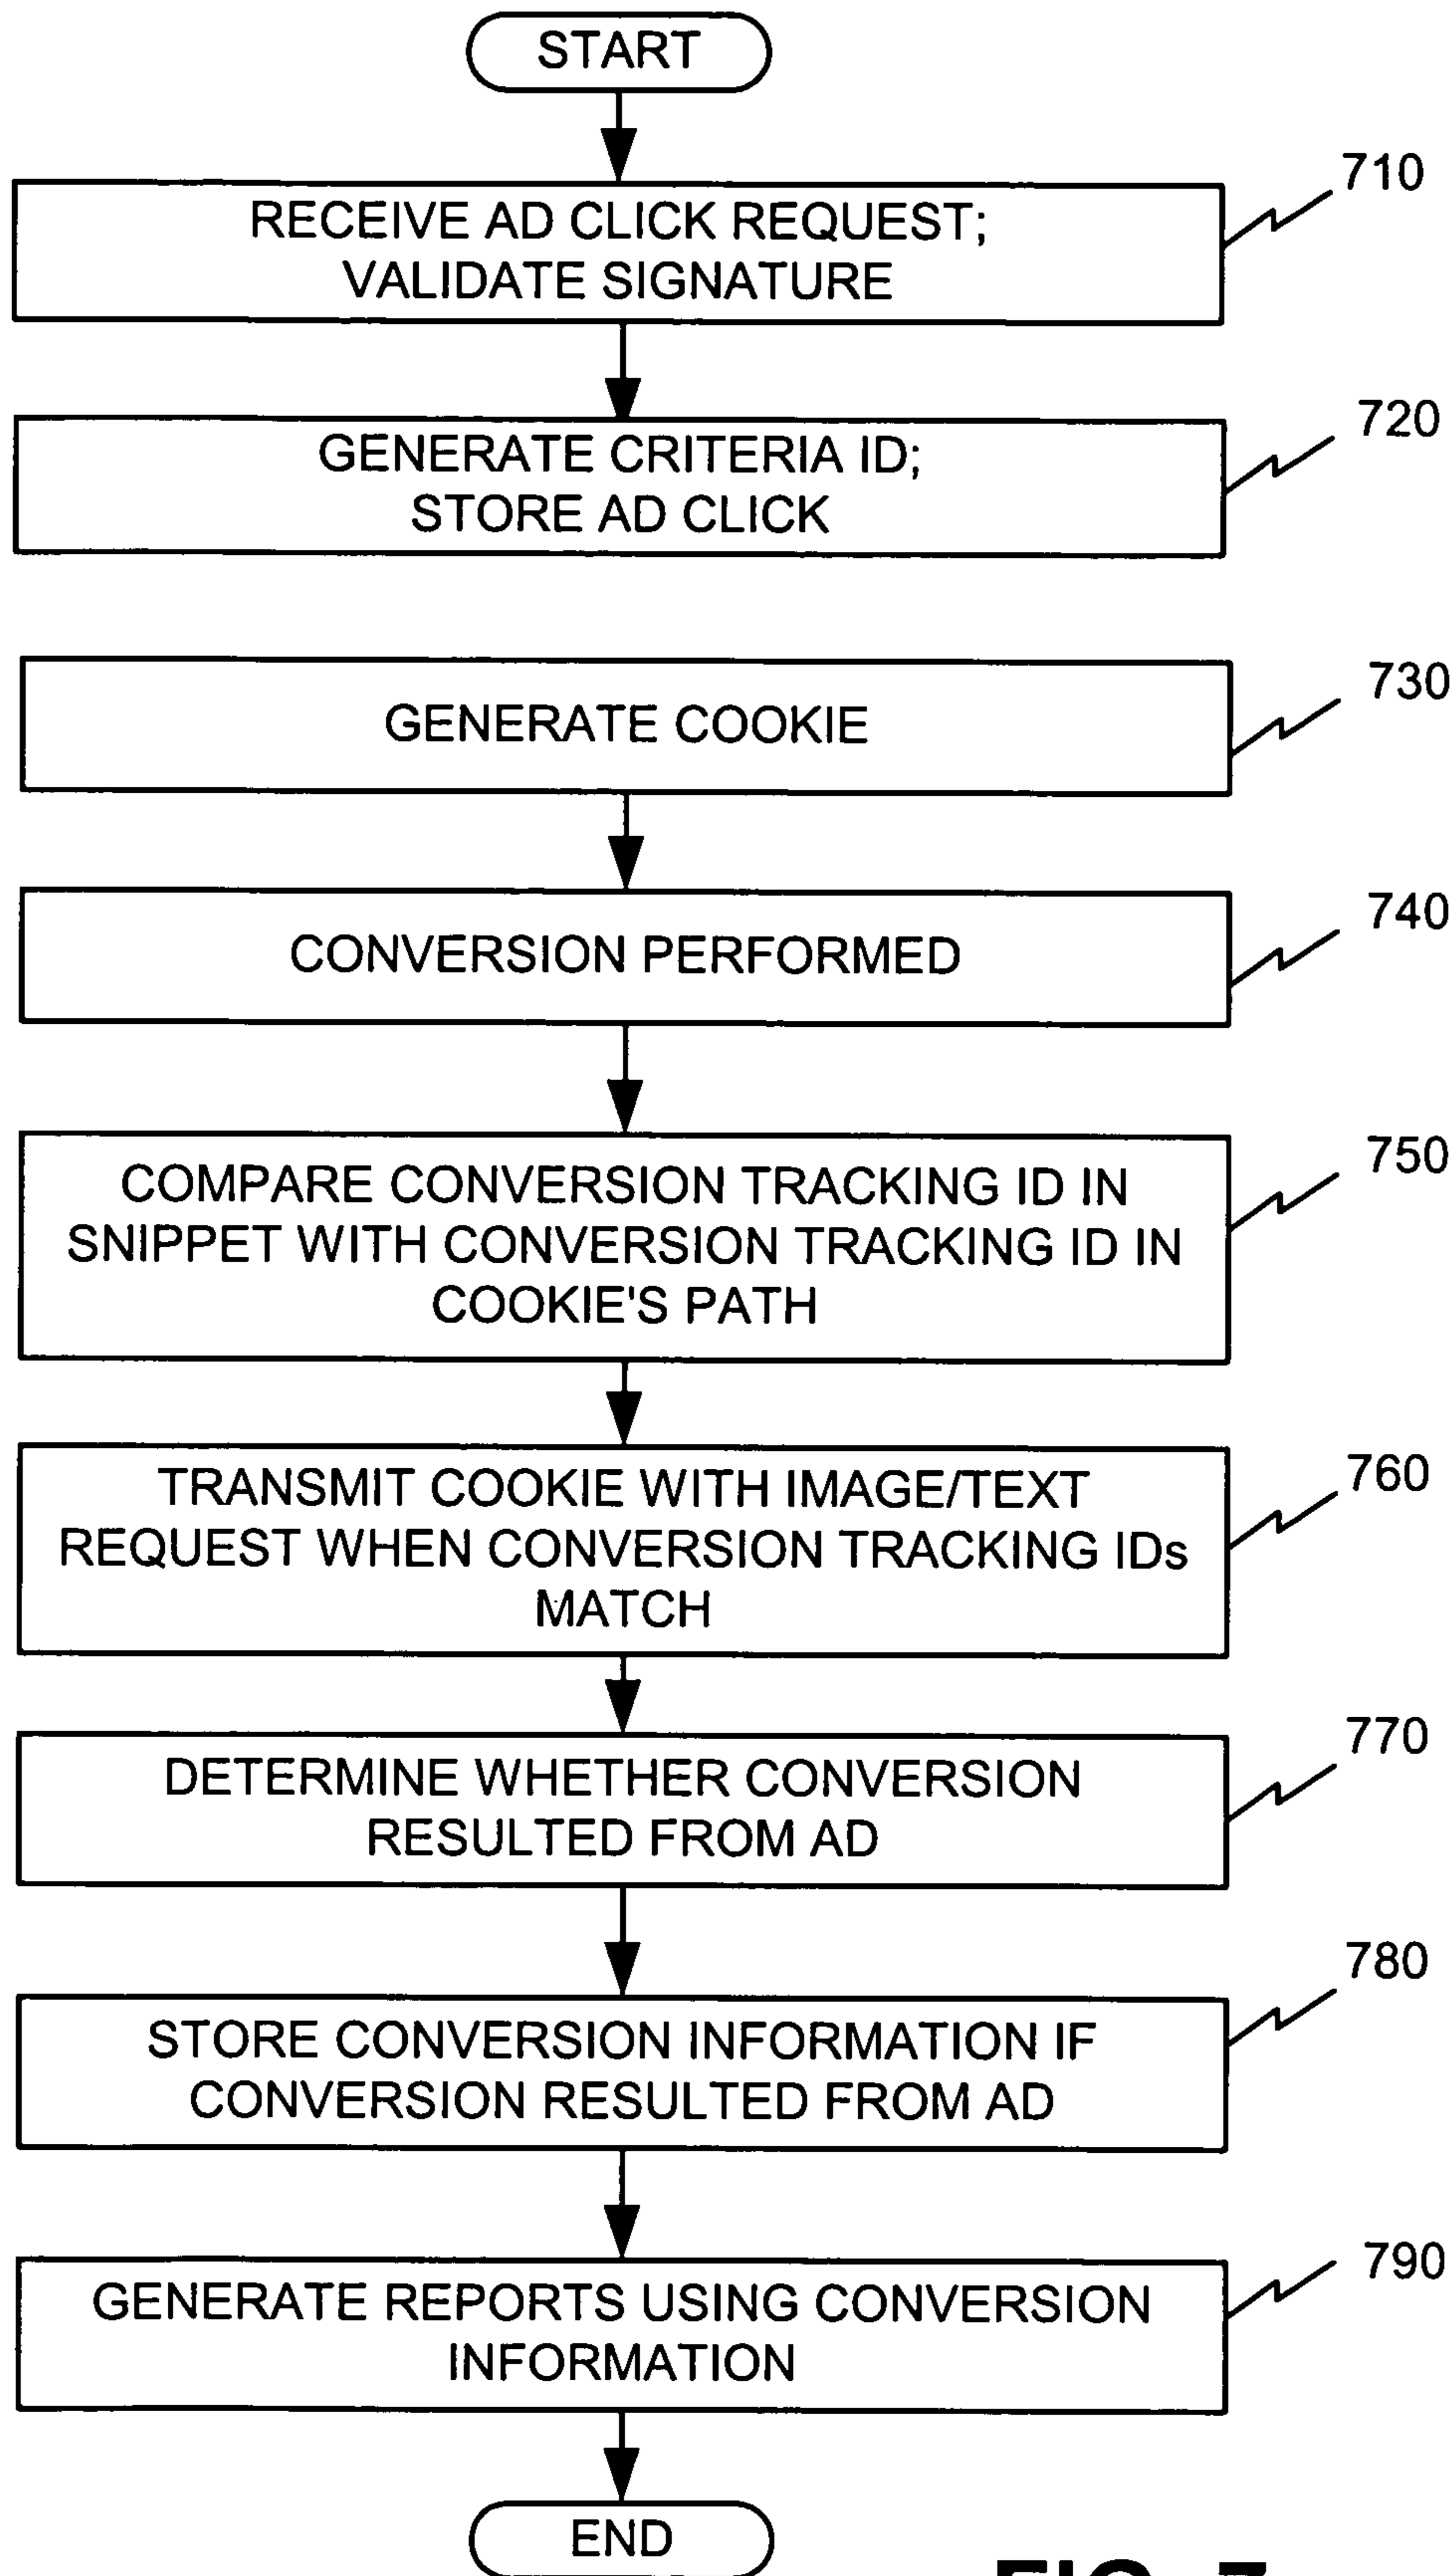 START
710
RECEIVE AD CLICK REQUEST;
VALIDATE SIGNATURE
720
GENERATE CRITERIA ID;
STORE AD CLICK
730
GENERATE COOKIE
740
CONVERSION PERFORMED
750
COMPARE CONVERSION TRACKING ID IN
SNIPPET WITH CONVERSION TRACKING ID IN
COOKIE'S PATH
760
TRANSMIT COOKIE WITH IMAGE/TEXT
REQUEST WHEN CONVERSION TRACKING IDs
MATCH
770
DETERMINE WHETHER CONVERSION
RESULTED FROM AD
780
STORE CONVERSION INFORMATION IF
CONVERSION RESULTED FROM AD
790
GENERATE REPORTS USING CONVERSION
INFORMATION
END